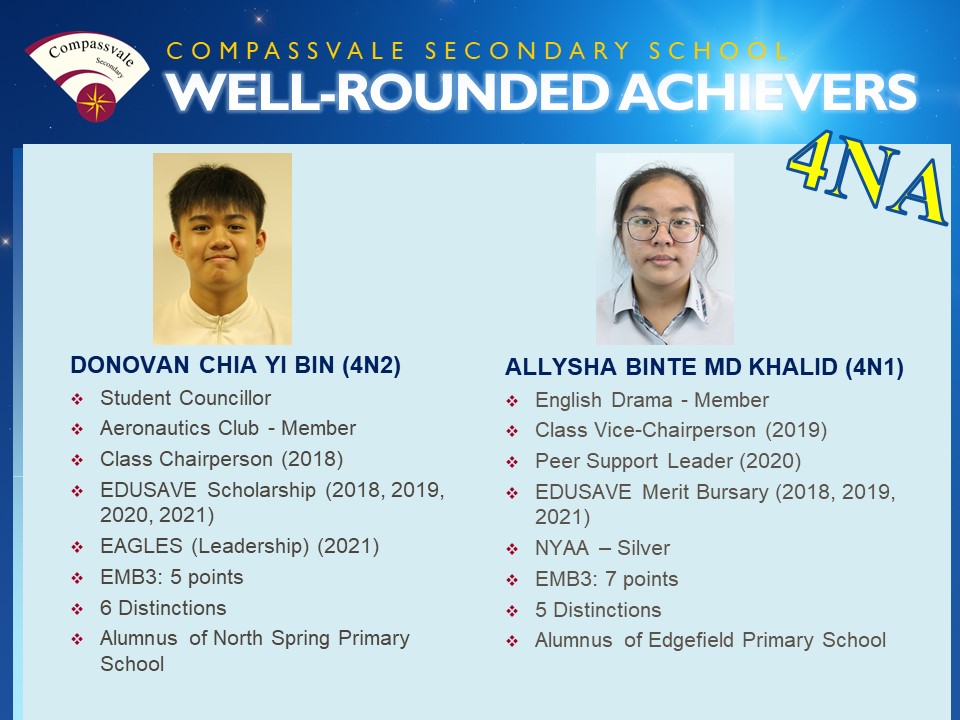 Compassvale
Secondary
COMPASSVALE SECONDARY SCHOOL
WELL-ROUNDED ACHIEVERS
4NA
DONOVAN CHIA YI BIN (4N2)
❖ Student Councillor
❖ Aeronautics Club - Member
❖ Class Chairperson (2018)
❖ EDUSAVE Scholarship (2018, 2019,
2020, 2021)
❖ EAGLES (Leadership) (2021)
❖ EMB3: 5 points
❖ 6 Distinctions
❖ Alumnus of North Spring Primary
School
ALLYSHA BINTE MD KHALID (4N1)
❖ English Drama - Member
❖ Class Vice-Chairperson (2019)
❖ Peer Support Leader (2020)
❖ EDUSAVE Merit Bursary (2018, 2019,
2021)
❖ NYAA – Silver
❖ EMB3: 7 points
❖ 5 Distinctions
❖ Alumnus of Edgefield Primary School